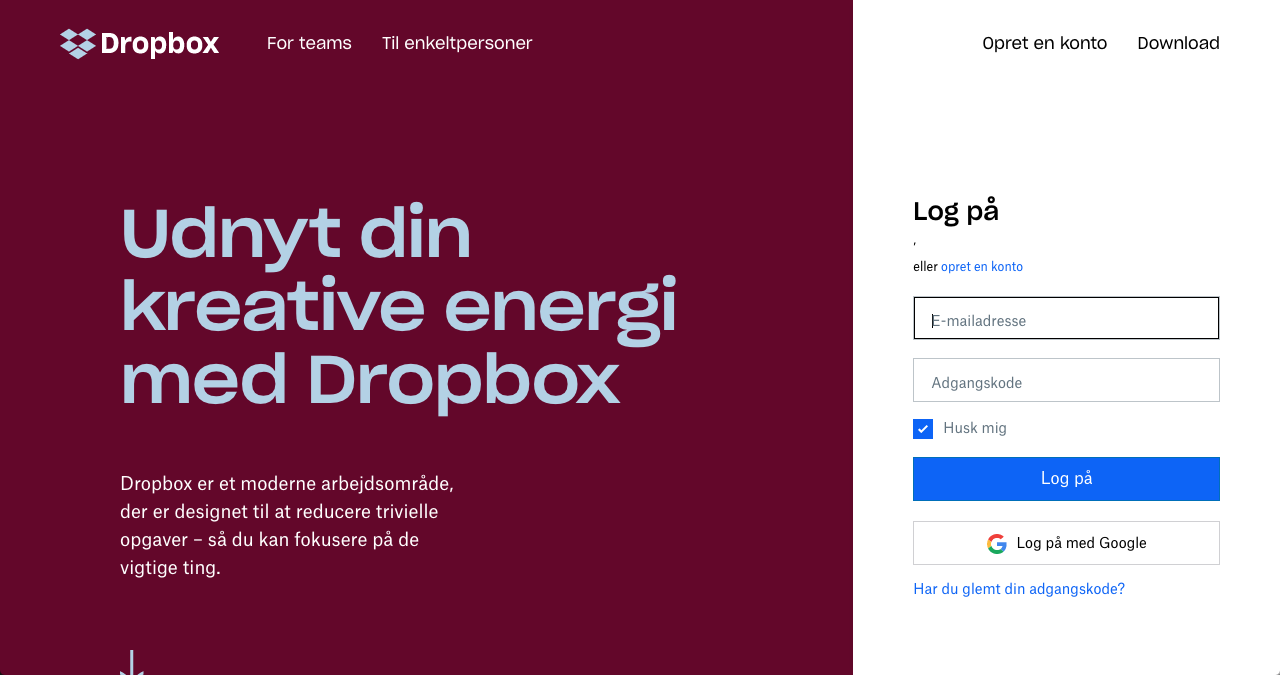 Dropbox
For teams
Til enkeltpersoner
Opret en konto
Download
Udnyt din
kreative energi
med Dropbox
Dropbox er et moderne arbejdsområde,
der er designet til at reducere trivielle
opgaver – så du kan fokusere på de
vigtige ting.
Log på
,
eller opret en konto
E-mailadresse
Adgangskode
Husk mig
Log på
Log på med Google
Har du glemt din adgangskode?